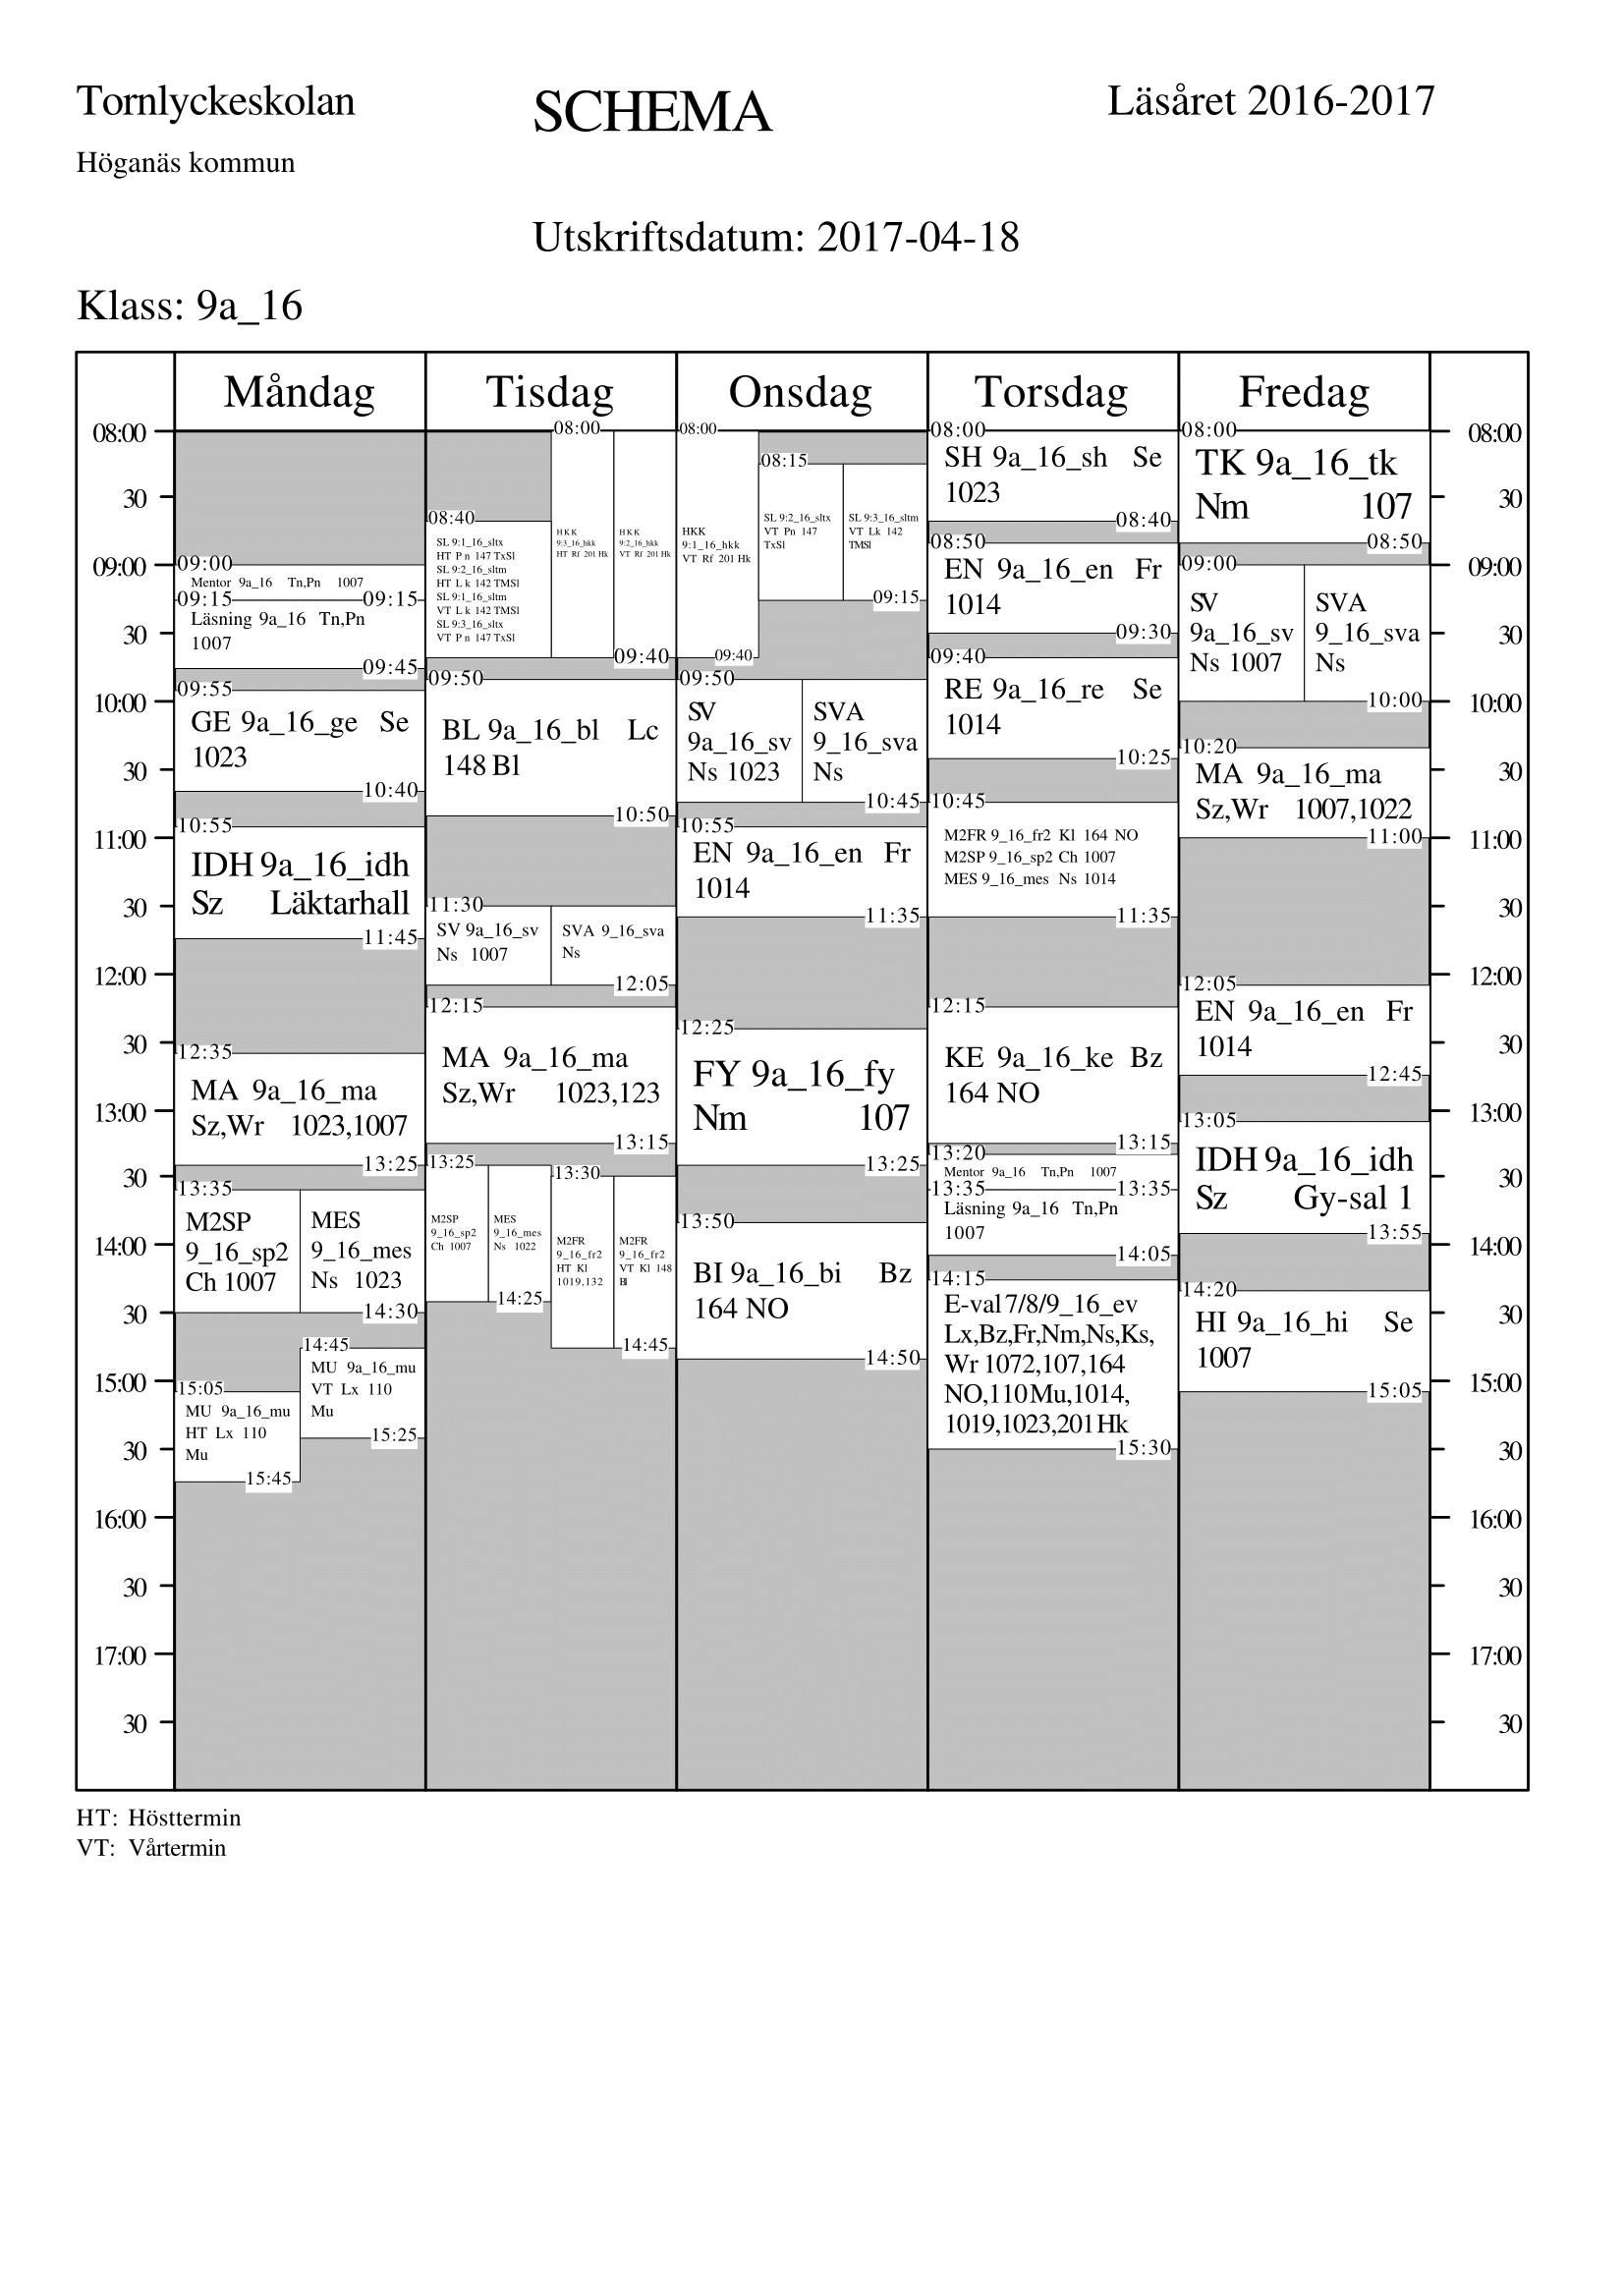 Tornlyckeskolan
SCHEMA
Läsåret 2016-2017
Höganäs kommun
Utskriftsdatum: 2017-04-18
Klass: 9a_16
Måndag
Tisdag
Onsdag
Torsdag
Fredag
08:00
30
09:00
30
10:00
30
11:00
30
12:00
30
13:00
30
14:00
30
15:00
30
16:00
30
17:00
30
09:00
Mentor 9a_16 Tn,Pn 1007
09:15 09:15
Läsning 9a_16 Tn,Pn
1007
09:45
09:55
GE 9a_16_ge Se
1023
10:40
10:55
IDH 9a_16_idh
Sz Läktarhall
11:45
12:35
MA 9a_16_ma
Sz,Wr 1023,1007
13:25
13:35
M2SP
9_16_sp2
Ch 1007
MES
9_16_mes
Ns 1023
14:30
14:45
MU 9a_16_mu
VT Lx 110
Mu
15:25
15:05
MU 9a_16_mu
HT Lx 110
Mu
15:45
08:00
08:40
SL 9:1_16_sltx
HT Pn 147 TxSl
SL 9:2_16_sltm
HT Lk 142 TMSl
SL 9:1_16_sltm
VT Lk 142 TMSl
SL 9:3_16_sltx
VT Pn 147 TxSl
HKK
9:3_16_hkk
HT Rf 201 Hk
HKK
9:2_16_hkk
VT Rf 201 Hk
09:40
09:50
BL 9a_16_bl Lc
148 Bl
10:50
11:30
SV 9a_16_sv
Ns 1007
SVA 9_16_sva
Ns
12:05
12:15
MA 9a_16_ma
Sz,Wr 1023,123
13:15
13:25
M2SP
9_16_sp2
Ch 1007
MES
9_16_mes
Ns 1022
14:25
13:30
M2FR
9_16_fr2
HT Kl
1019,132
M2FR
9_16_fr2
VT Kl 148
Bl
14:45
08:00
HKK
9:1_16_hkk
VT Rf 201 Hk
09:40
08:15
SL 9:2_16_sltx
VT Pn 147
TxSl
SL 9:3_16_sltm
VT Lk 142
TMSl
09:15
09:50
SV
9a_16_sv
Ns 1023
SVA
9_16_sva
Ns
10:45
10:55
EN 9a_16_en Fr
1014
11:35
12:25
FY 9a_16_fy
Nm 107
13:25
13:50
BI 9a_16_bi Bz
164 NO
14:50
08:00
SH 9a_16_sh Se
1023
08:40
08:50
EN 9a_16_en Fr
1014
09:30
09:40
RE 9a_16_re Se
1014
10:25
10:45
M2FR 9_16_fr2 Kl 164 NO
M2SP 9_16_sp2 Ch 1007
MES 9_16_mes Ns 1014
11:35
12:15
KE 9a_16_ke Bz
164 NO
13:15
13:20
Mentor 9a_16 Tn,Pn 1007
13:35 13:35
Läsning 9a_16 Tn,Pn
1007
14:05
14:15
E-val 7/8/9_16_ev
Lx,Bz,Fr,Nm,Ns,Ks,
Wr 1072,107,164
NO,110 Mu,1014,
1019,1023,201 Hk
15:30
08:00
TK 9a_16_tk
Nm 107
08:50
09:00
SV
9a_16_sv
Ns 1007
SVA
9_16_sva
Ns
10:00
10:20
MA 9a_16_ma
Sz,Wr 1007,1022
11:00
12:05
EN 9a_16_en Fr
1014
12:45
13:05
IDH 9a_16_idh
Sz Gy-sal 1
13:55
14:20
HI 9a_16_hi Se
1007
15:05
08:00
30
09:00
30
10:00
30
11:00
30
12:00
30
13:00
30
14:00
30
15:00
30
16:00
30
17:00
30
HT: Hösttermin
VT: Vårtermin